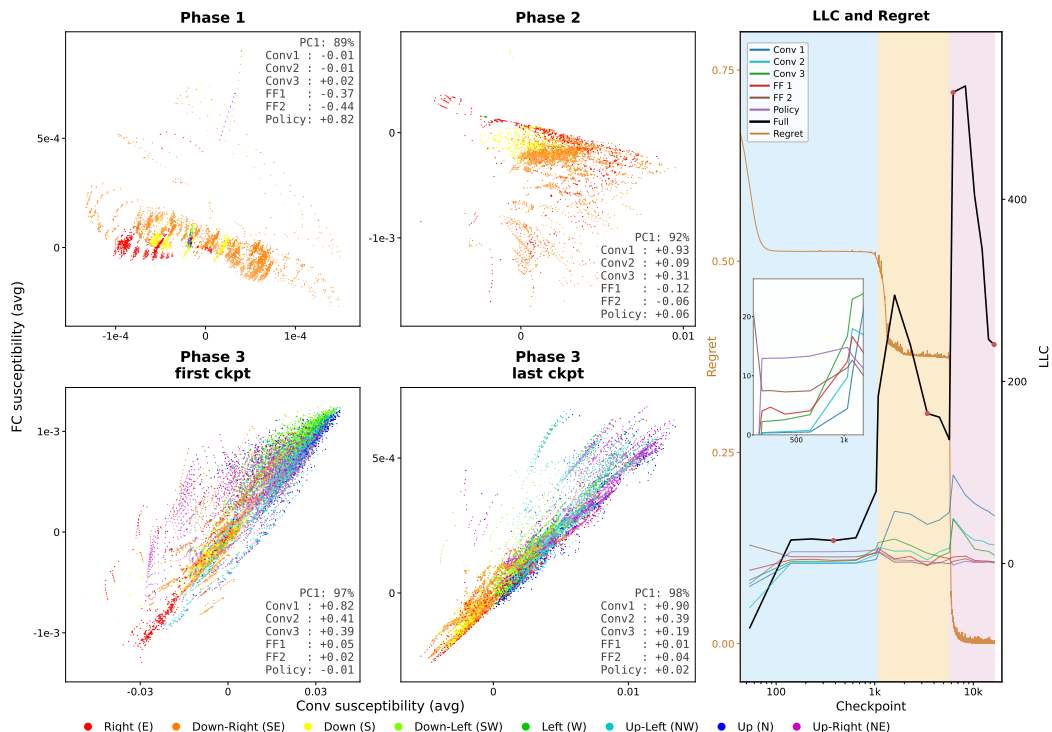 Phase 1
Phase 2
LLC and Regret
PC1: 89%
Conv1 : -0.01
Conv2 : -0.01
Conv3 : +0.02
FF1 : -0.37
FF2 : -0.44
Policy: +0.82
5e-4
0
-1e-4
0
1e-4
0
-1e-3
PC1: 92%
Conv1 : +0.93
Conv2 : +0.09
Conv3 : +0.31
FF1 : -0.12
FF2 : -0.06
Policy: +0.06
0
0.01
Phase 3
first ckpt
Phase 3
last ckpt
1e-3
0
-1e-3
PC1: 97%
Conv1 : +0.82
Conv2 : +0.41
Conv3 : +0.39
FF1 : +0.05
FF2 : +0.02
Policy: -0.01
-0.03
0
0.03
5e-4
0
PC1: 98%
Conv1 : +0.90
Conv2 : +0.39
Conv3 : +0.19
FF1 : +0.01
FF2 : +0.04
Policy: +0.02
0
0.01
FC susceptibility (avg)
Conv susceptibility (avg)
Conv 1
Conv 2
Conv 3
FF 1
FF 2
Policy
Full
Regret
0.75
0.50
0.25
0.00
Regret
20
10
0
500
1k
400
200
0
LLC
100
1k
10k
Checkpoint
Right (E)
Down-Right (SE)
Down (S)
Down-Left (SW)
Left (W)
Up-Left (NW)
Up (N)
Up-Right (NE)